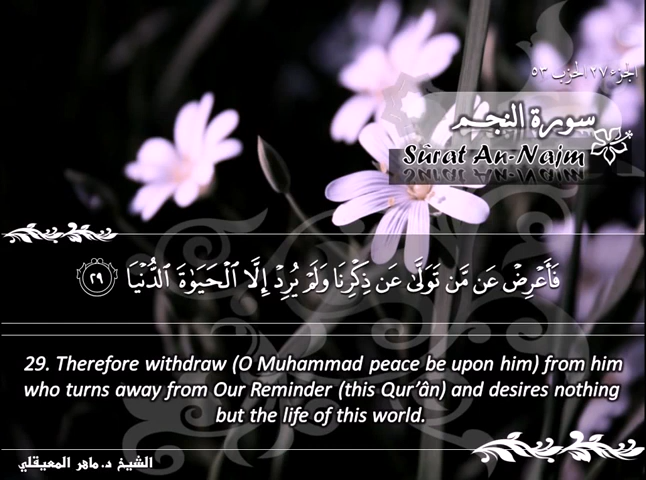 الجزء ٢٧ الحزب ٥٣
سورة النجم
Sûrat An-Najm
فَأَعْرِضْ عَن مَّن تَوَلَّىٰ عَن ذِكْرِنَا وَلَمْ يُرِدْ إِلَّا ٱلْحَيَوٰةَ ٱلدُّنْيَا ٢٩
29. Therefore withdraw (O Muhammad peace be upon him) from him
who turns away from Our Reminder (this Qur’ân) and desires nothing
but the life of this world.
الشيخ د. ماهر المعيقلي